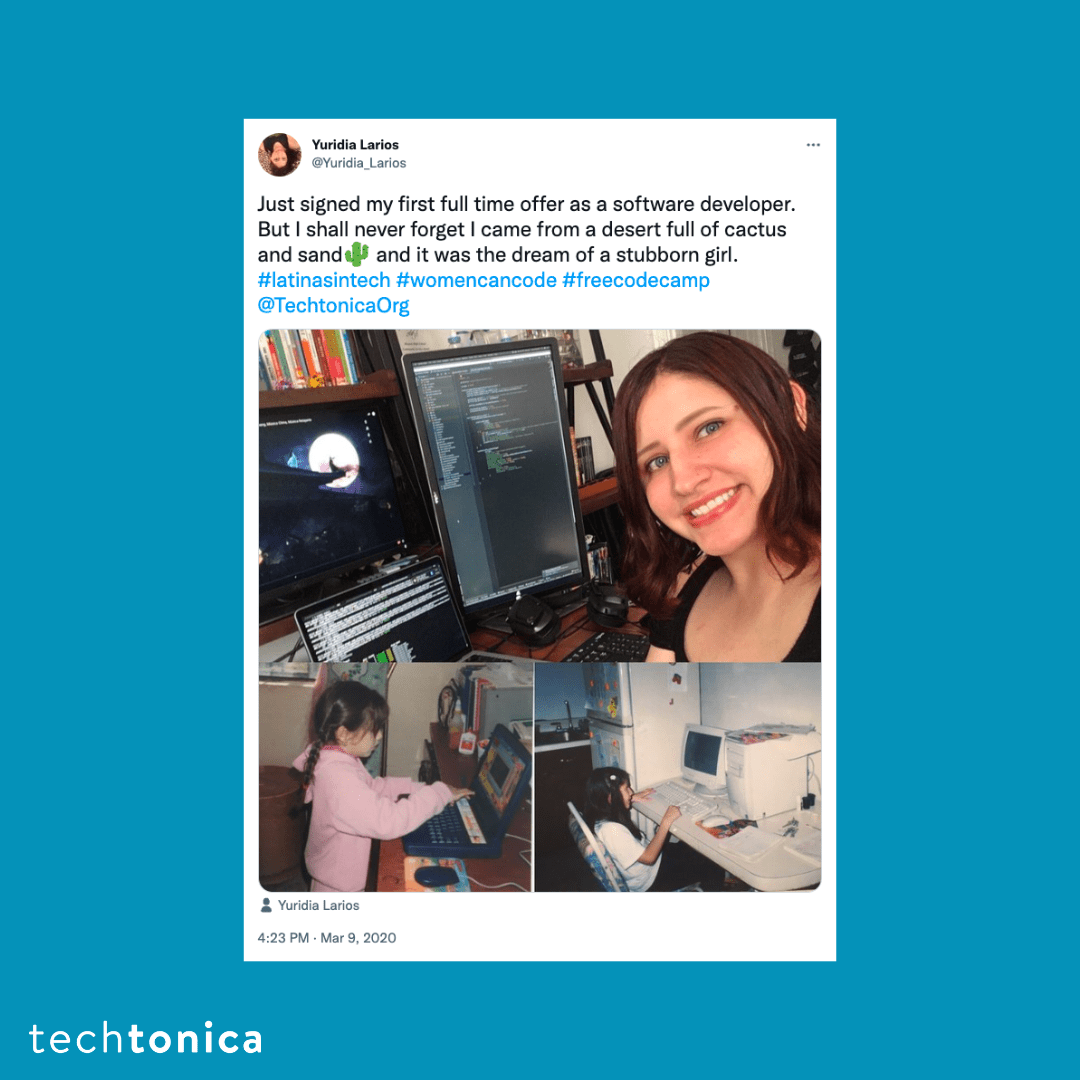 Yuridia Larios
@Yuridia_Larios
Just signed my first full time offer as a software developer.
But I shall never forget I came from a desert full of cactus
and sand🌵 and it was the dream of a stubborn girl.
#latinasintech #womencancode #freecodecamp
@TechtonicaOrg
Yuridia Larios
4:23 PM · Mar 9, 2020
techtonica